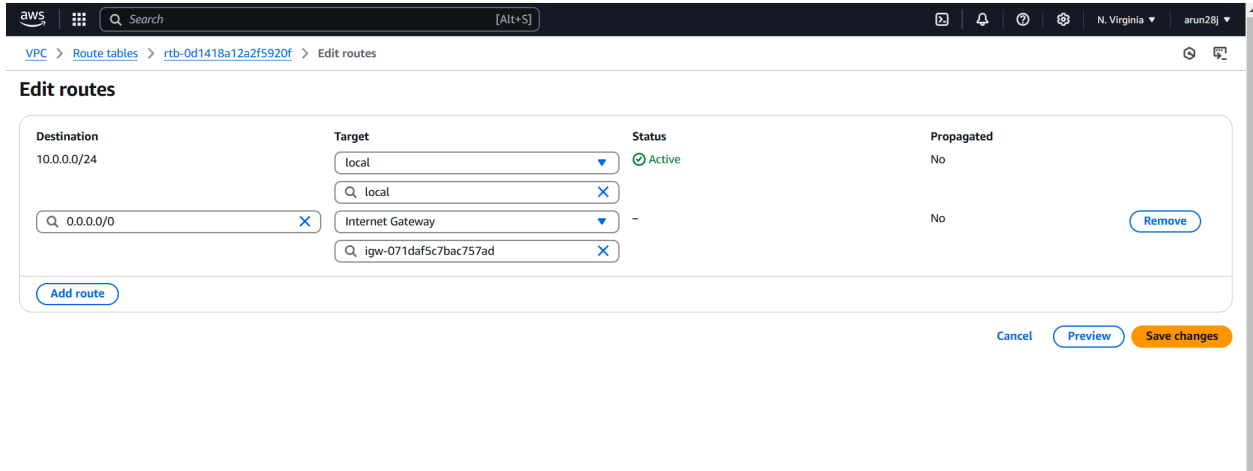 aws Search [Alt+S] N. Virginia arun28j
VPC > Route tables > rtb-0d1418a12a2f5920f > Edit routes
Edit routes
Destination Target Status Propagated
10.0.0.0/24 local Active No
local
0.0.0.0/0 Internet Gateway – No Remove
igw-071daf5c7bac757ad
Add route
Cancel Preview Save changes